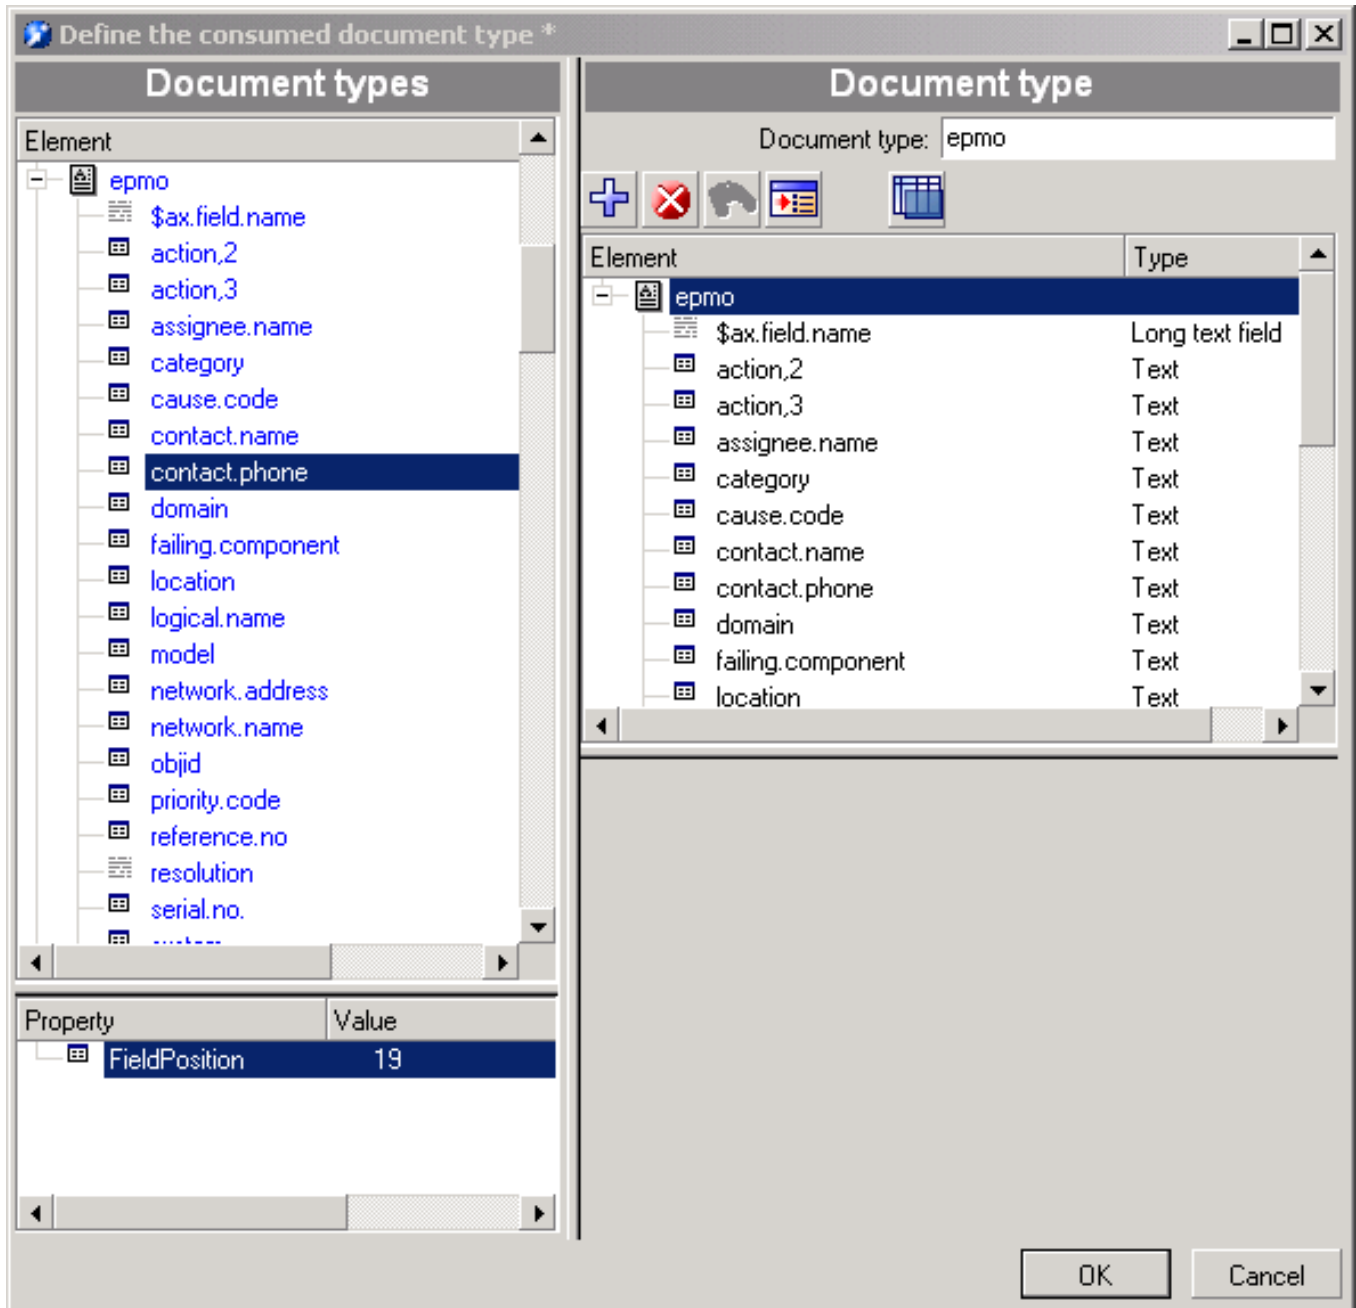 Define the consumed document type *
Document types
Element
epmo
$ax.field.name
action,2
action,3
assignee.name
category
cause.code
contact.name
contact.phone
domain
failing.component
location
logical.name
model
network.address
network.name
objid
priority.code
reference.no
resolution
serial.no.
Property Value
FieldPosition 19
Document type
Document type: epmo
Element Type
epmo
$ax.field.name Long text field
action,2 Text
action,3 Text
assignee.name Text
category Text
cause.code Text
contact.name Text
contact.phone Text
domain Text
failing.component Text
location Text
OK Cancel